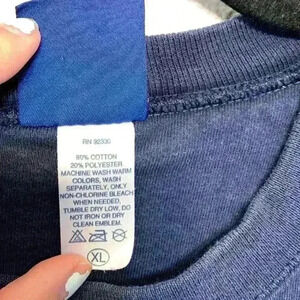 RN 92330
80% COTTON
20% POLYESTER
MACHINE WASH WARM
COLORS, WASH
SEPARATELY, ONLY
NON-CHLORINE BLEACH
WHEN NEEDED,
TUMBLE DRY LOW, DO
NOT IRON OR DRY
CLEAN EMBLEM.
XL